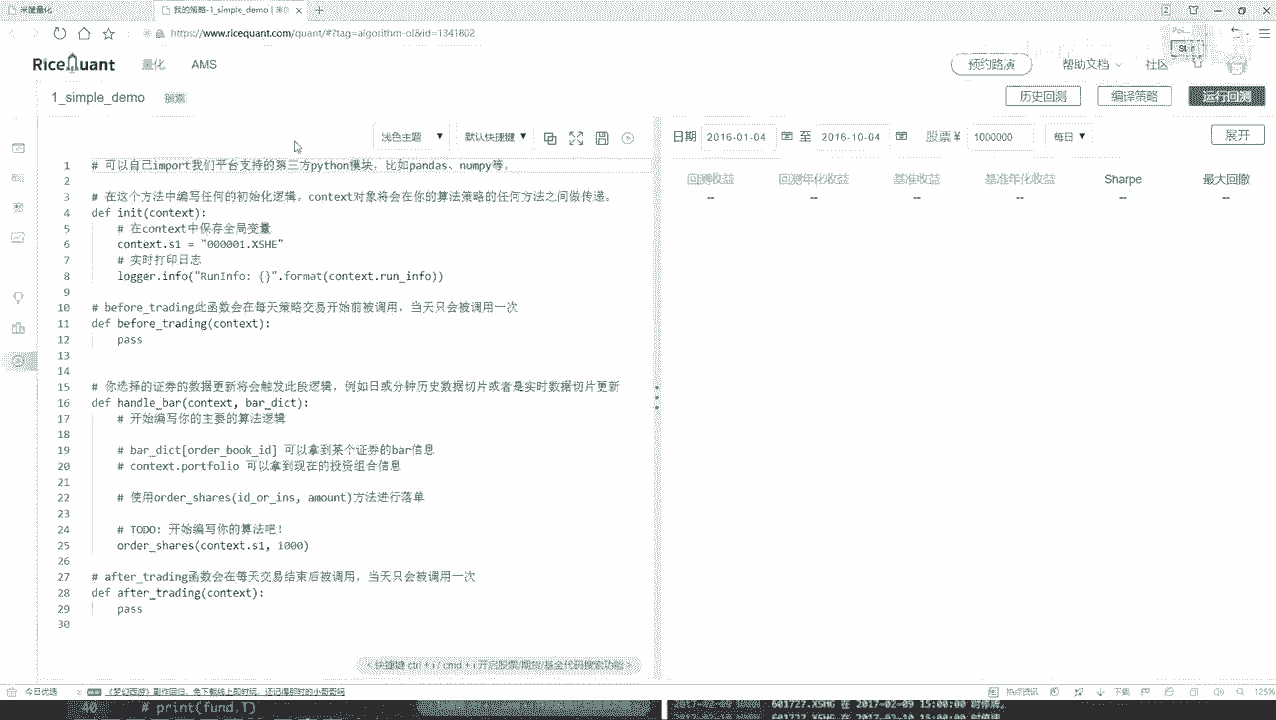 米筐量化
我的策略-1_simple_demo
https://www.ricequant.com/quant/#?tag=algorithm-ol&id=1341802
RiceQuant 量化 AMS 预约路演 帮助文档 社区
1_simple_demo 历史回测 编译策略 运行回测
浅色主题 默认快捷键 日期 2016-01-04 至 2016-10-04 股票¥ 1000000 每日 展开
回测收益 回测年化收益 基准收益 基准年化收益 Sharpe 最大回撤
-- -- -- -- -- --
1 # 可以自己import我们平台支持的第三方python模块，比如pandas、numpy等。
2
3 # 在这个方法中编写任何的初始化逻辑。context对象将会在你的算法策略的任何方法之间做传递。
4 def init(context):
5 # 在context中保存全局变量
6 context.s1 = "000001.XSHE"
7 # 实时打印日志
8 logger.info("RunInfo: {}".format(context.run_info))
9
10 # before_trading此函数会在每天策略交易开始前被调用，当天只会被调用一次
11 def before_trading(context):
12 pass
13
14
15 # 你选择的证券的数据更新将会触发此段逻辑，例如日或分钟历史数据切片或者是实时数据切片更新
16 def handle_bar(context, bar_dict):
17 # 开始编写你的主要的算法逻辑
18
19 # bar_dict[order_book_id] 可以拿到某个证券的bar信息
20 # context.portfolio 可以拿到现在的投资组合信息
21
22 # 使用order_shares(id_or_ins, amount)方法进行落单
23
24 # TODO: 开始编写你的算法吧！
25 order_shares(context.s1, 1000)
26
27 # after_trading函数会在每天交易结束后被调用，当天只会被调用一次
28 def after_trading(context):
29 pass
30
< 快捷键 ctrl + i / cmd + i 开启股票/期货/基金代码搜索功能 >
今日优选 下载 125%
40 # print(fund.T)
601727.XSHG 在 2017-02-09 15:00:00 时停牌。